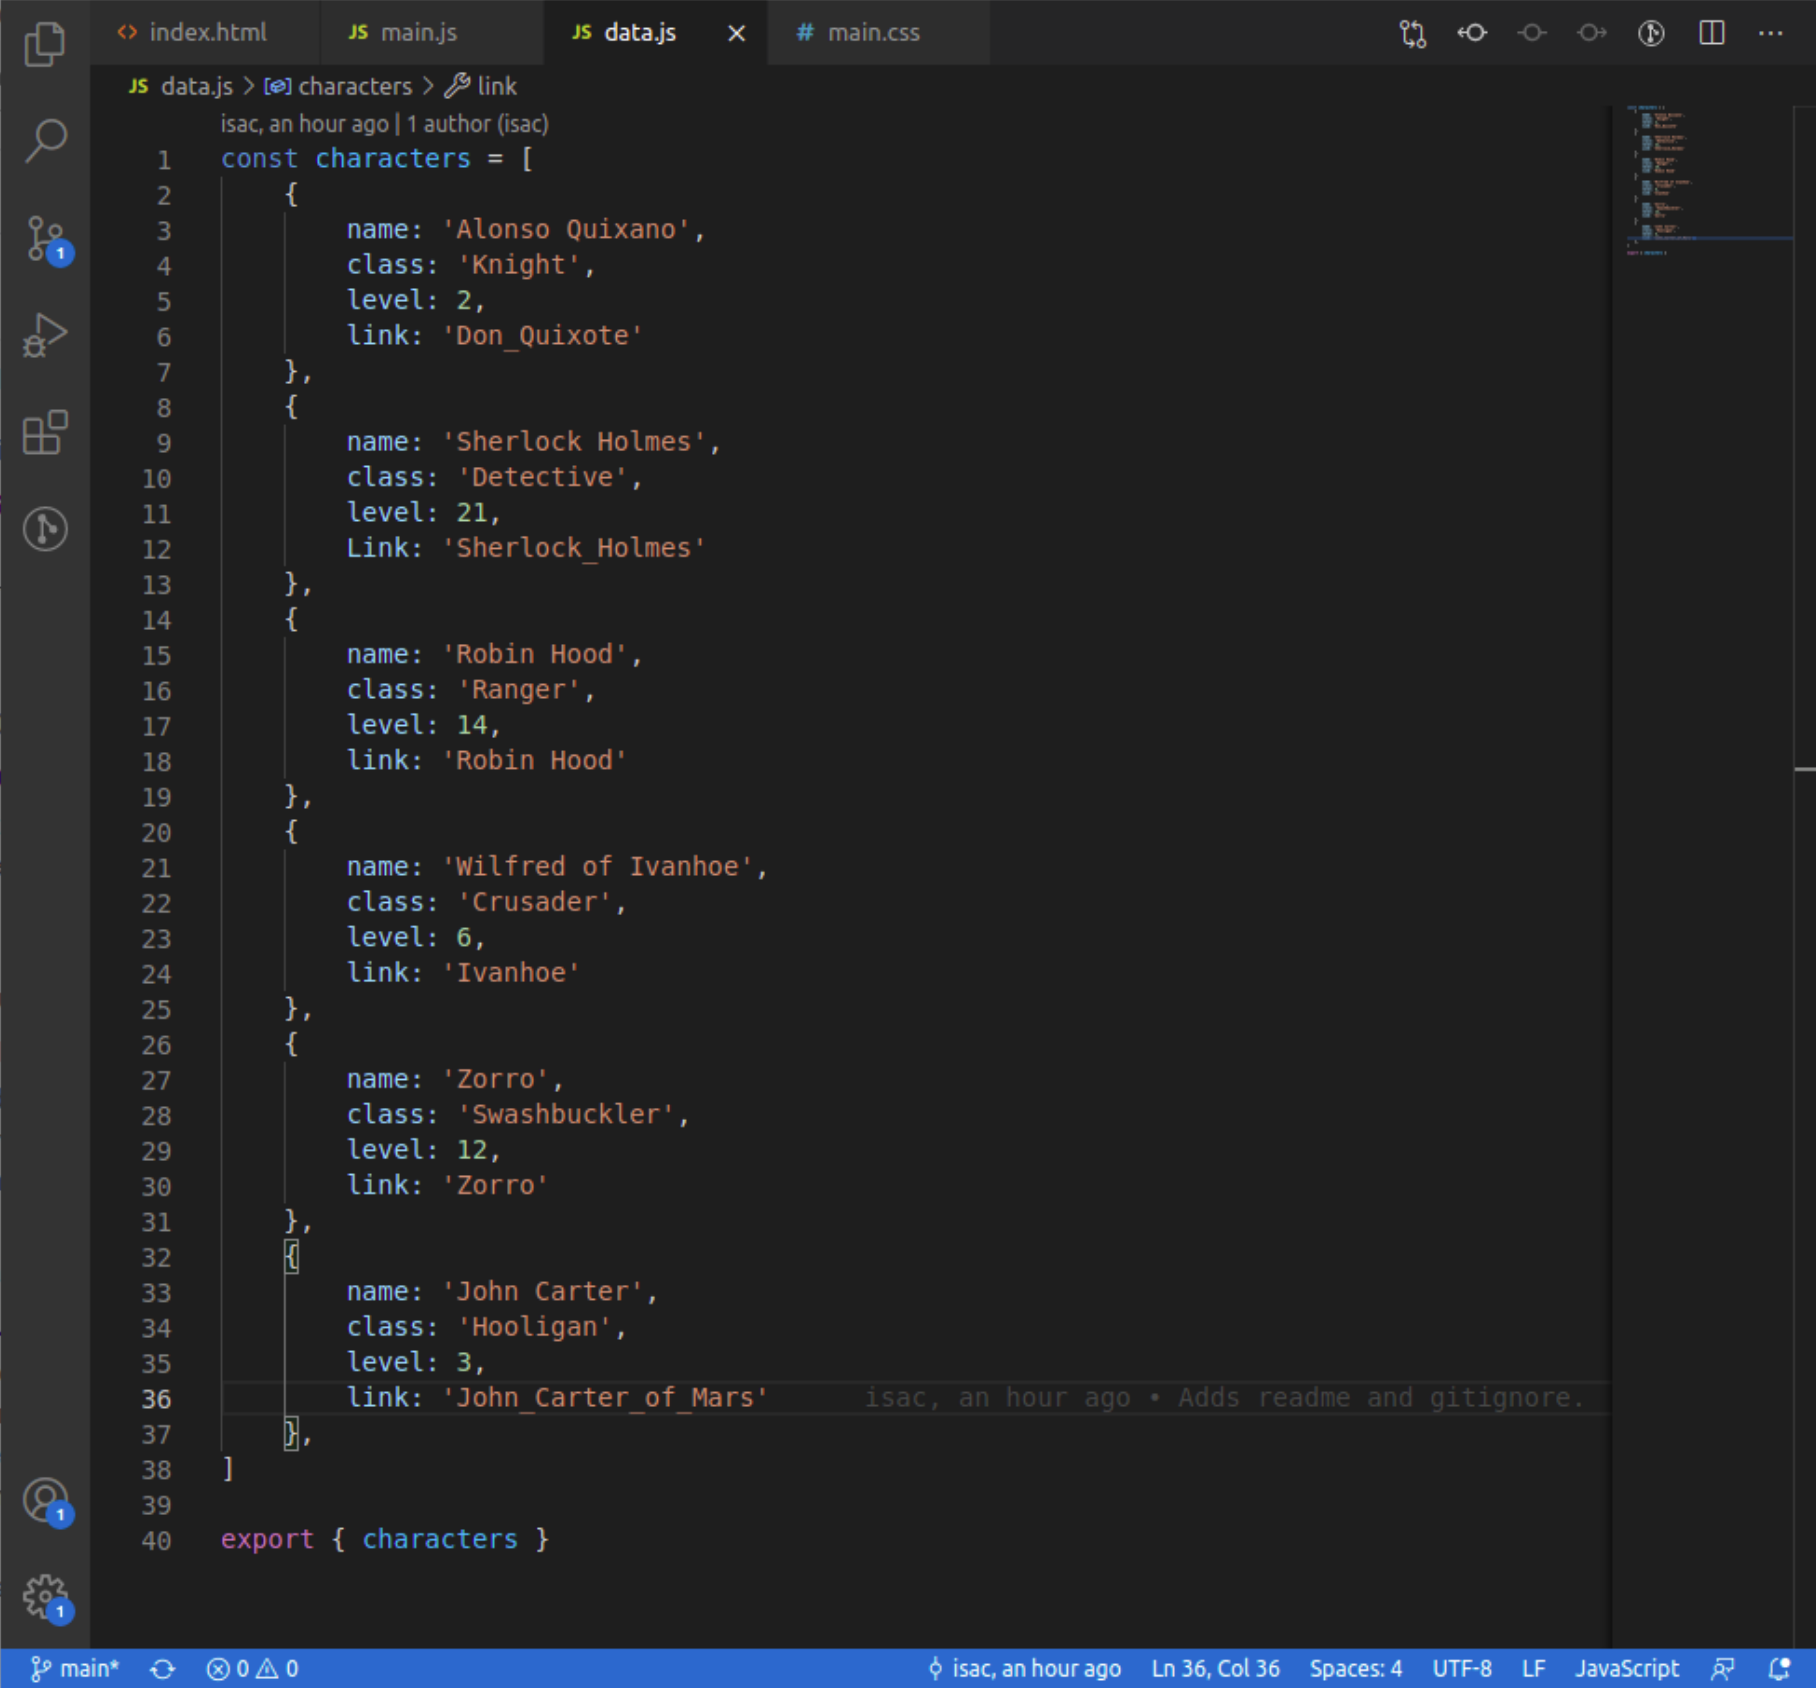 <> index.html JS main.js JS data.js # main.css
JS data.js > characters > link
isac, an hour ago | 1 author (isac)
1 const characters = [
2 {
3 name: 'Alonso Quixano',
4 class: 'Knight',
5 level: 2,
6 link: 'Don_Quixote'
7 },
8 {
9 name: 'Sherlock Holmes',
10 class: 'Detective',
11 level: 21,
12 Link: 'Sherlock_Holmes'
13 },
14 {
15 name: 'Robin Hood',
16 class: 'Ranger',
17 level: 14,
18 link: 'Robin Hood'
19 },
20 {
21 name: 'Wilfred of Ivanhoe',
22 class: 'Crusader',
23 level: 6,
24 link: 'Ivanhoe'
25 },
26 {
27 name: 'Zorro',
28 class: 'Swashbuckler',
29 level: 12,
30 link: 'Zorro'
31 },
32 {
33 name: 'John Carter',
34 class: 'Hooligan',
35 level: 3,
36 link: 'John_Carter_of_Mars' isac, an hour ago • Adds readme and gitignore.
37 },
38 ]
39
40 export { characters }
1
1
1
main* 0 0 isac, an hour ago Ln 36, Col 36 Spaces: 4 UTF-8 LF JavaScript